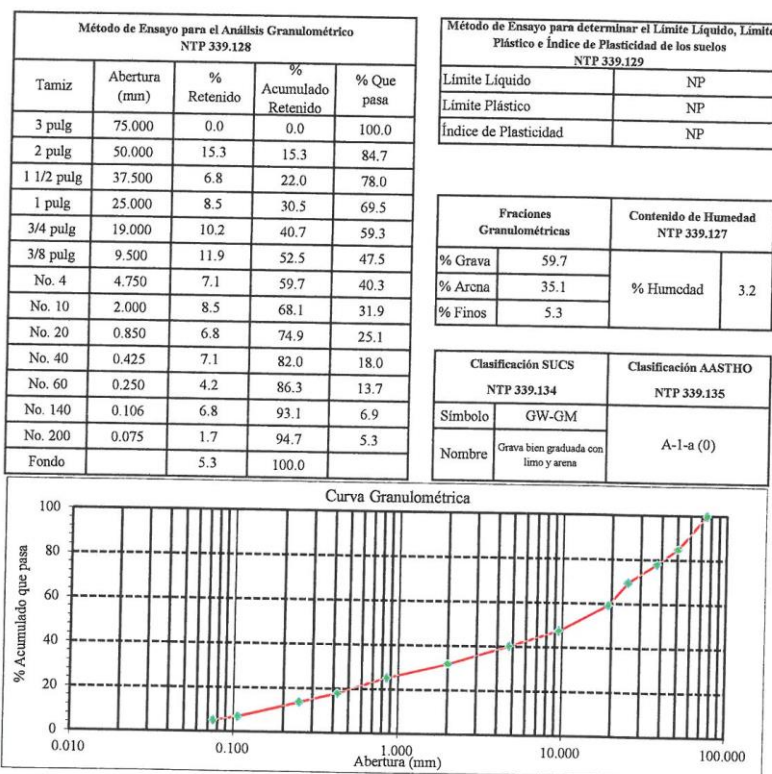 Método de Ensayo para el Análisis Granulométrico
NTP 339.128
Tamiz Abertura (mm) % Retenido % Acumulado Retenido % Que pasa
3 pulg 75.000 0.0 0.0 100.0
2 pulg 50.000 15.3 15.3 84.7
1 1/2 pulg 37.500 6.8 22.0 78.0
1 pulg 25.000 8.5 30.5 69.5
3/4 pulg 19.000 10.2 40.7 59.3
3/8 pulg 9.500 11.9 52.5 47.5
No. 4 4.750 7.1 59.7 40.3
No. 10 2.000 8.5 68.1 31.9
No. 20 0.850 6.8 74.9 25.1
No. 40 0.425 7.1 82.0 18.0
No. 60 0.250 4.2 86.3 13.7
No. 140 0.106 6.8 93.1 6.9
No. 200 0.075 1.7 94.7 5.3
Fondo 5.3 100.0
Método de Ensayo para determinar el Límite Líquido, Límite
Plástico e Índice de Plasticidad de los suelos
NTP 339.129
Límite Líquido NP
Límite Plástico NP
Índice de Plasticidad NP
Fracciones
Granulométricas
% Grava 59.7
% Arena 35.1
% Finos 5.3
Contenido de Humedad
NTP 339.127
% Humedad 3.2
Clasificación SUCS
NTP 339.134
Símbolo GW-GM
Nombre Grava bien graduada con
limo y arena
Clasificación AASTHO
NTP 339.135
A-1-a (0)
Curva Granulométrica
% Acumulado que pasa
100
80
60
40
20
0
0.010 0.100 1.000 10.000 100.000
Abertura (mm)